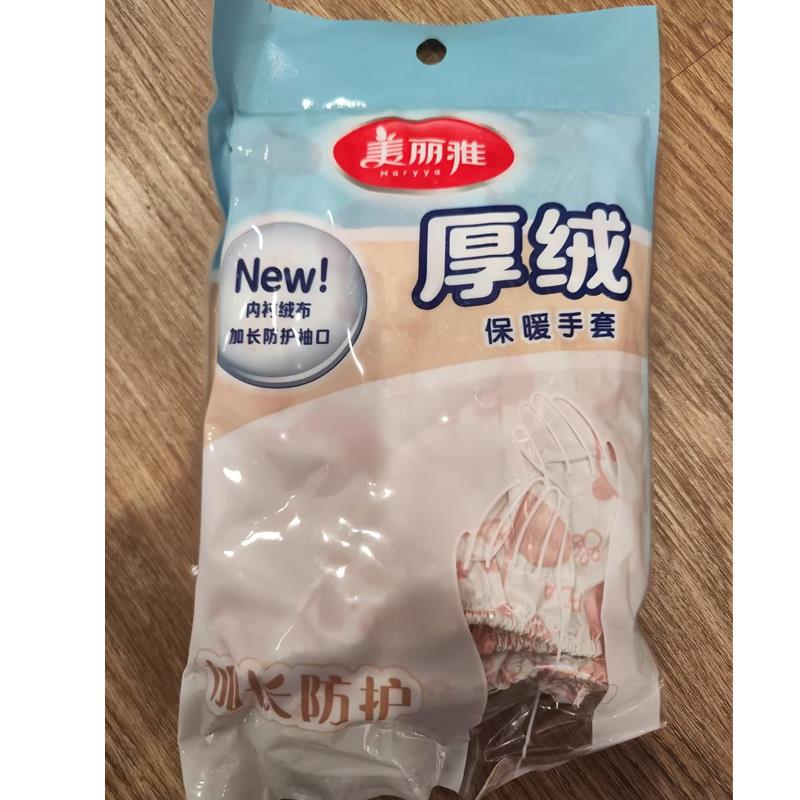 美丽雅
Maryya
厚绒
保暖手套
New!
内衬绒布
加长防护袖口
加长防护